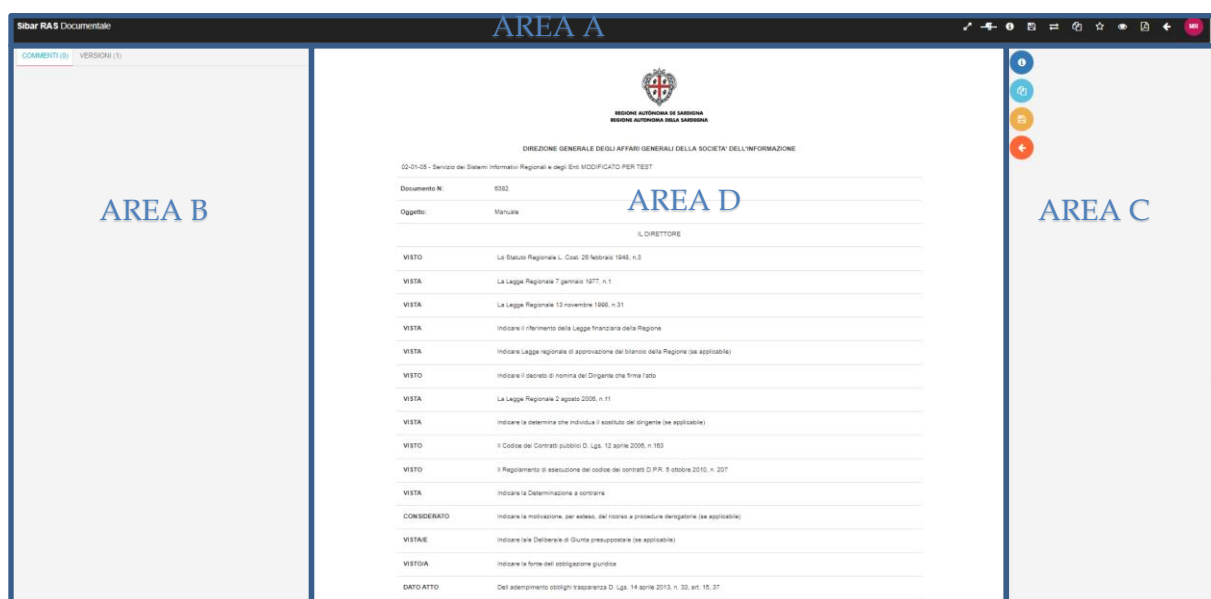 Sibar RAS Documentale
AREA A
MR
COMMENTI (0) VERSIONI (1)
REGIONE AUTÒNOMA DE SARDIGNA
REGIONE AUTONOMA DELLA SARDEGNA
DIREZIONE GENERALE DEGLI AFFARI GENERALI DELLA SOCIETA' DELL'INFORMAZIONE
02-01-05 - Servizio dei Sistemi Informativi Regionali e degli Enti MODIFICATO PER TEST
Documento N: 6382
Oggetto: Manuale
AREA B
AREA D
AREA C
IL DIRETTORE
VISTO Lo Statuto Regionale L. Cost. 26 febbraio 1948, n.3
VISTA La Legge Regionale 7 gennaio 1977, n.1
VISTA La Legge Regionale 13 novembre 1998, n.31
VISTA Indicare il riferimento della Legge finanziaria della Regione
VISTA Indicare Legge regionale di approvazione del bilancio della Regione (se applicabile)
VISTO Indicare il decreto di nomina del Dirigente che firma l'atto
VISTA La Legge Regionale 2 agosto 2006, n.11
VISTA Indicare la determina che individua il sostituto del dirigente (se applicabile)
VISTO Il Codice dei Contratti pubblici D. Lgs. 12 aprile 2006, n.163
VISTO Il Regolamento di esecuzione del codice dei contratti D.P.R. 5 ottobre 2010, n. 207
VISTA Indicare la Determinazione a contrarre
CONSIDERATO Indicare la motivazione, per esteso, del ricorso a procedure derogatorie (se applicabile)
VISTA/E Indicare la/e Delibera/e di Giunta presupposta/e (se applicabile)
VISTO/A Indicare la fonte dell obbligazione giuridica
DATO ATTO Dell adempimento obblighi trasparenza D. Lgs. 14 aprile 2013, n. 33, art. 15, 37